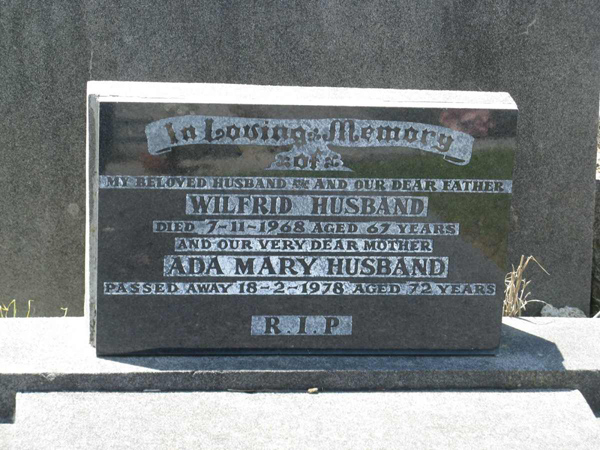 In Loving Memory
of
MY BELOVED HUSBAND AND OUR DEAR FATHER
WILFRID HUSBAND
DIED 7-11-1968 AGED 67 YEARS
AND OUR VERY DEAR MOTHER
ADA MARY HUSBAND
PASSED AWAY 18-2-1978 AGED 72 YEARS
R.I.P